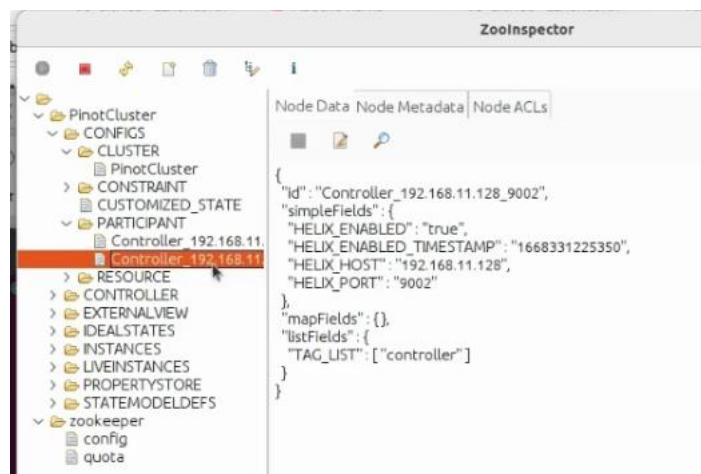 ZooInspector
PinotCluster
CONFIGS
CLUSTER
PinotCluster
CONSTRAINT
CUSTOMIZED_STATE
PARTICIPANT
Controller_192.168.11.
Controller_192.168.11.
RESOURCE
CONTROLLER
EXTERNALVIEW
IDEALSTATES
INSTANCES
LIVEINSTANCES
PROPERTYSTORE
STATEMODELDEFS
zookeeper
config
quota
Node Data Node Metadata Node ACLs
{
"id" : "Controller_192.168.11.128_9002",
"simpleFields" : {
"HELIX_ENABLED" : "true",
"HELIX_ENABLED_TIMESTAMP" : "1668331225350",
"HELIX_HOST" : "192.168.11.128",
"HELIX_PORT" : "9002"
},
"mapFields" : {},
"listFields" : {
"TAG_LIST" : [ "controller" ]
}
}